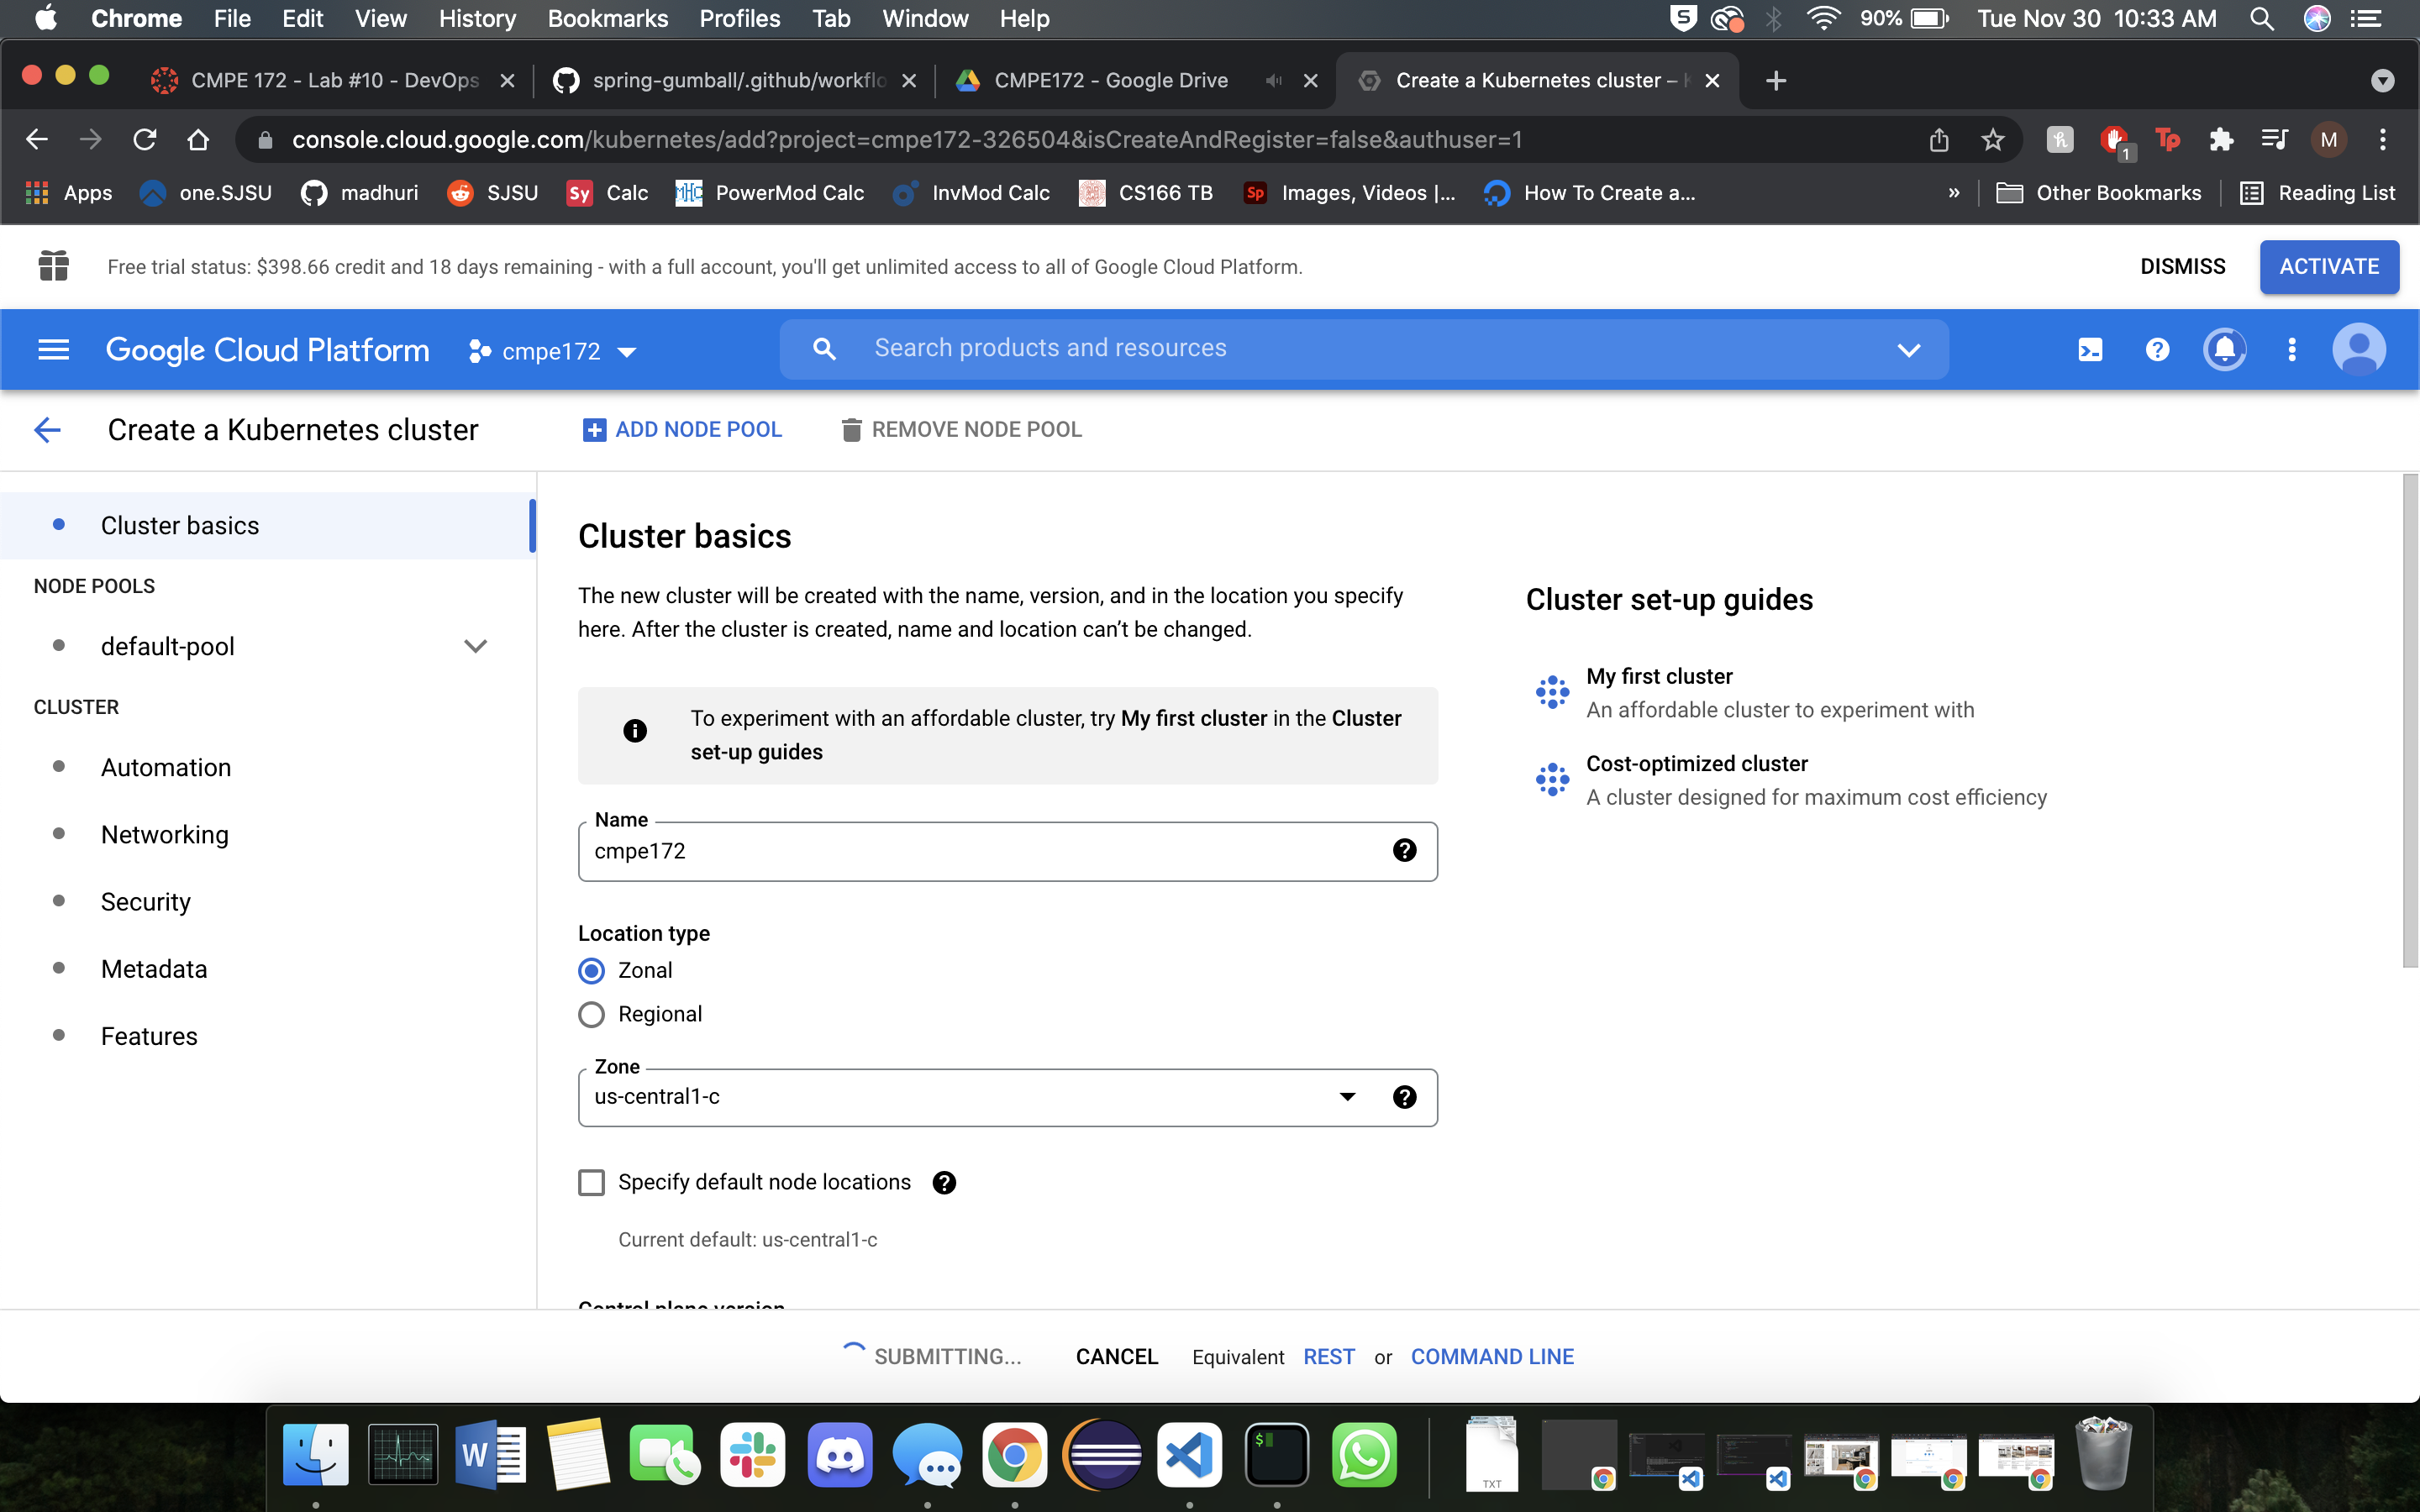 Chrome File Edit View History Bookmarks Profiles Tab Window Help 90% Tue Nov 30 10:33 AM
CMPE 172 - Lab #10 - DevOps spring-gumball/.github/workflo CMPE172 - Google Drive Create a Kubernetes cluster –
console.cloud.google.com/kubernetes/add?project=cmpe172-326504&isCreateAndRegister=false&authuser=1 1 Tp M
Apps one.SJSU madhuri SJSU Sy Calc MHC PowerMod Calc InvMod Calc CS166 TB Sp Images, Videos |... How To Create a... » Other Bookmarks Reading List
Free trial status: $398.66 credit and 18 days remaining - with a full account, you'll get unlimited access to all of Google Cloud Platform. DISMISS ACTIVATE
Google Cloud Platform cmpe172 Search products and resources
Create a Kubernetes cluster ADD NODE POOL REMOVE NODE POOL
Cluster basics
NODE POOLS
default-pool
CLUSTER
Automation
Networking
Security
Metadata
Features
Cluster basics
The new cluster will be created with the name, version, and in the location you specify
here. After the cluster is created, name and location can’t be changed.
To experiment with an affordable cluster, try My first cluster in the Cluster
set-up guides
Name
cmpe172
Location type
Zonal
Regional
Zone
us-central1-c
Specify default node locations
Current default: us-central1-c
Control plane version
Cluster set-up guides
My first cluster
An affordable cluster to experiment with
Cost-optimized cluster
A cluster designed for maximum cost efficiency
SUBMITTING... CANCEL Equivalent REST or COMMAND LINE
W
$
TXT